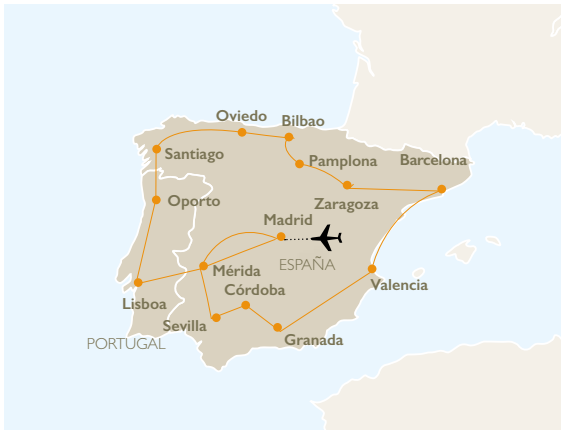 Oviedo
Bilbao
Santiago
Pamplona
Barcelona
Oporto
Zaragoza
Madrid
ESPAÑA
Mérida
Córdoba
Valencia
Lisboa
Sevilla
Granada
PORTUGAL